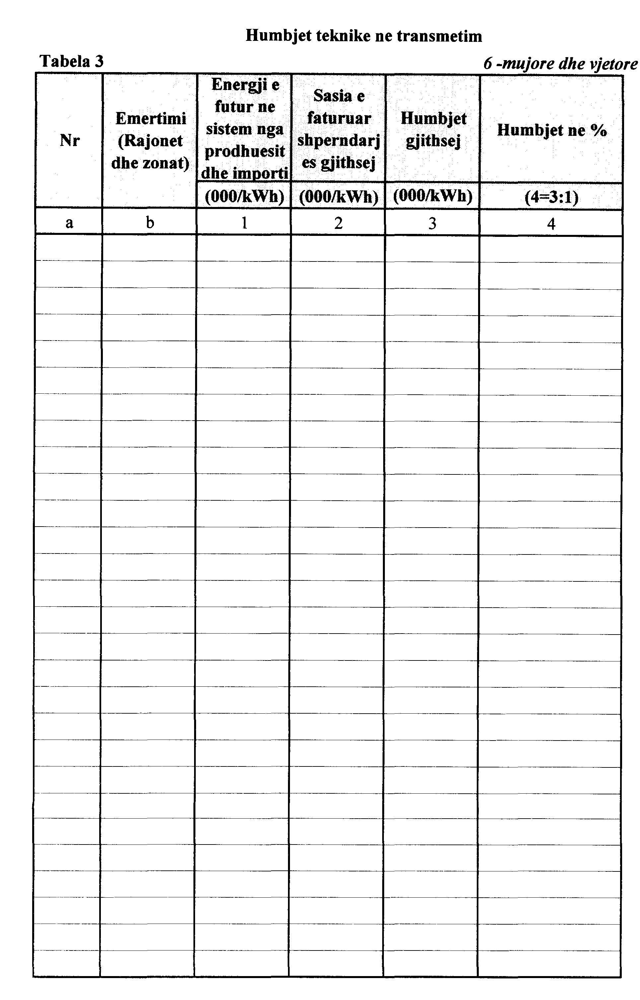 Humbjet teknike ne transmetim
Tabela 3
6 -mujore dhe vjetore
Nr
Emertimi
(Rajonet
dhe zonat)
Energji e
futur ne
sistem nga
prodhuesit
dhe importi
Sasia e
faturuar
shperndarj
es gjithsej
Humbjet
gjithsej
Humbjet ne %
(000/kWh) (000/kWh) (000/kWh) (4=3:1)
a b 1 2 3 4